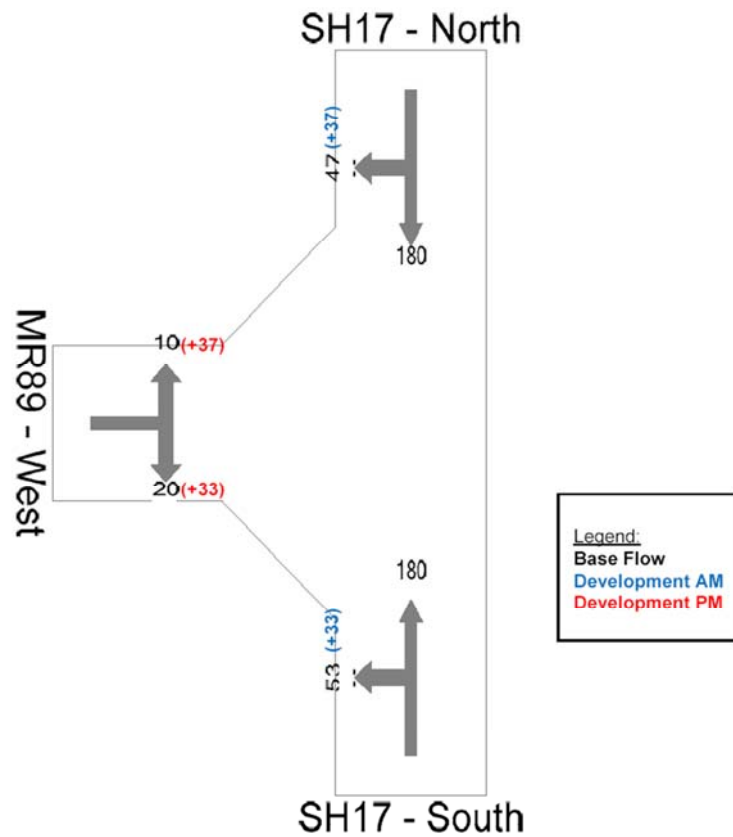 SH17 - North
47 (+37)
180
MR89 - West
10(+37)
20(+33)
180
53 (+33)
SH17 - South
Legend:
Base Flow
Development AM
Development PM